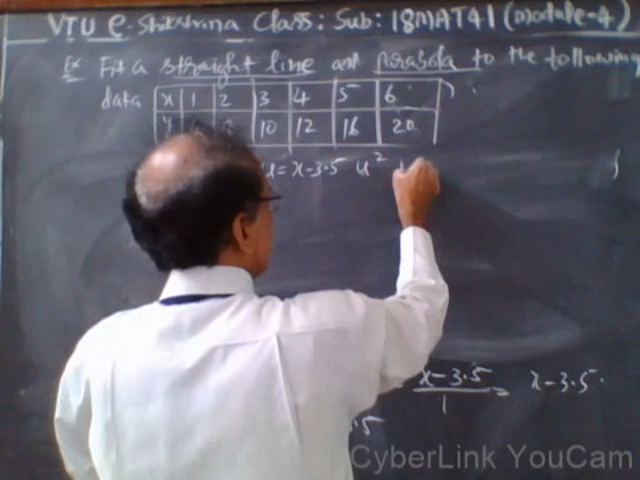 VTU e-Shikshana Class: Sub: 18MAT41 (module-4)
Ex Fit a straight line and parabola to the following
data x 1 2 3 4 5 6
y 10 12 16 20
u = x-3.5 u²
x-3.5 / 1 = x-3.5.
.5
CyberLink YouCam